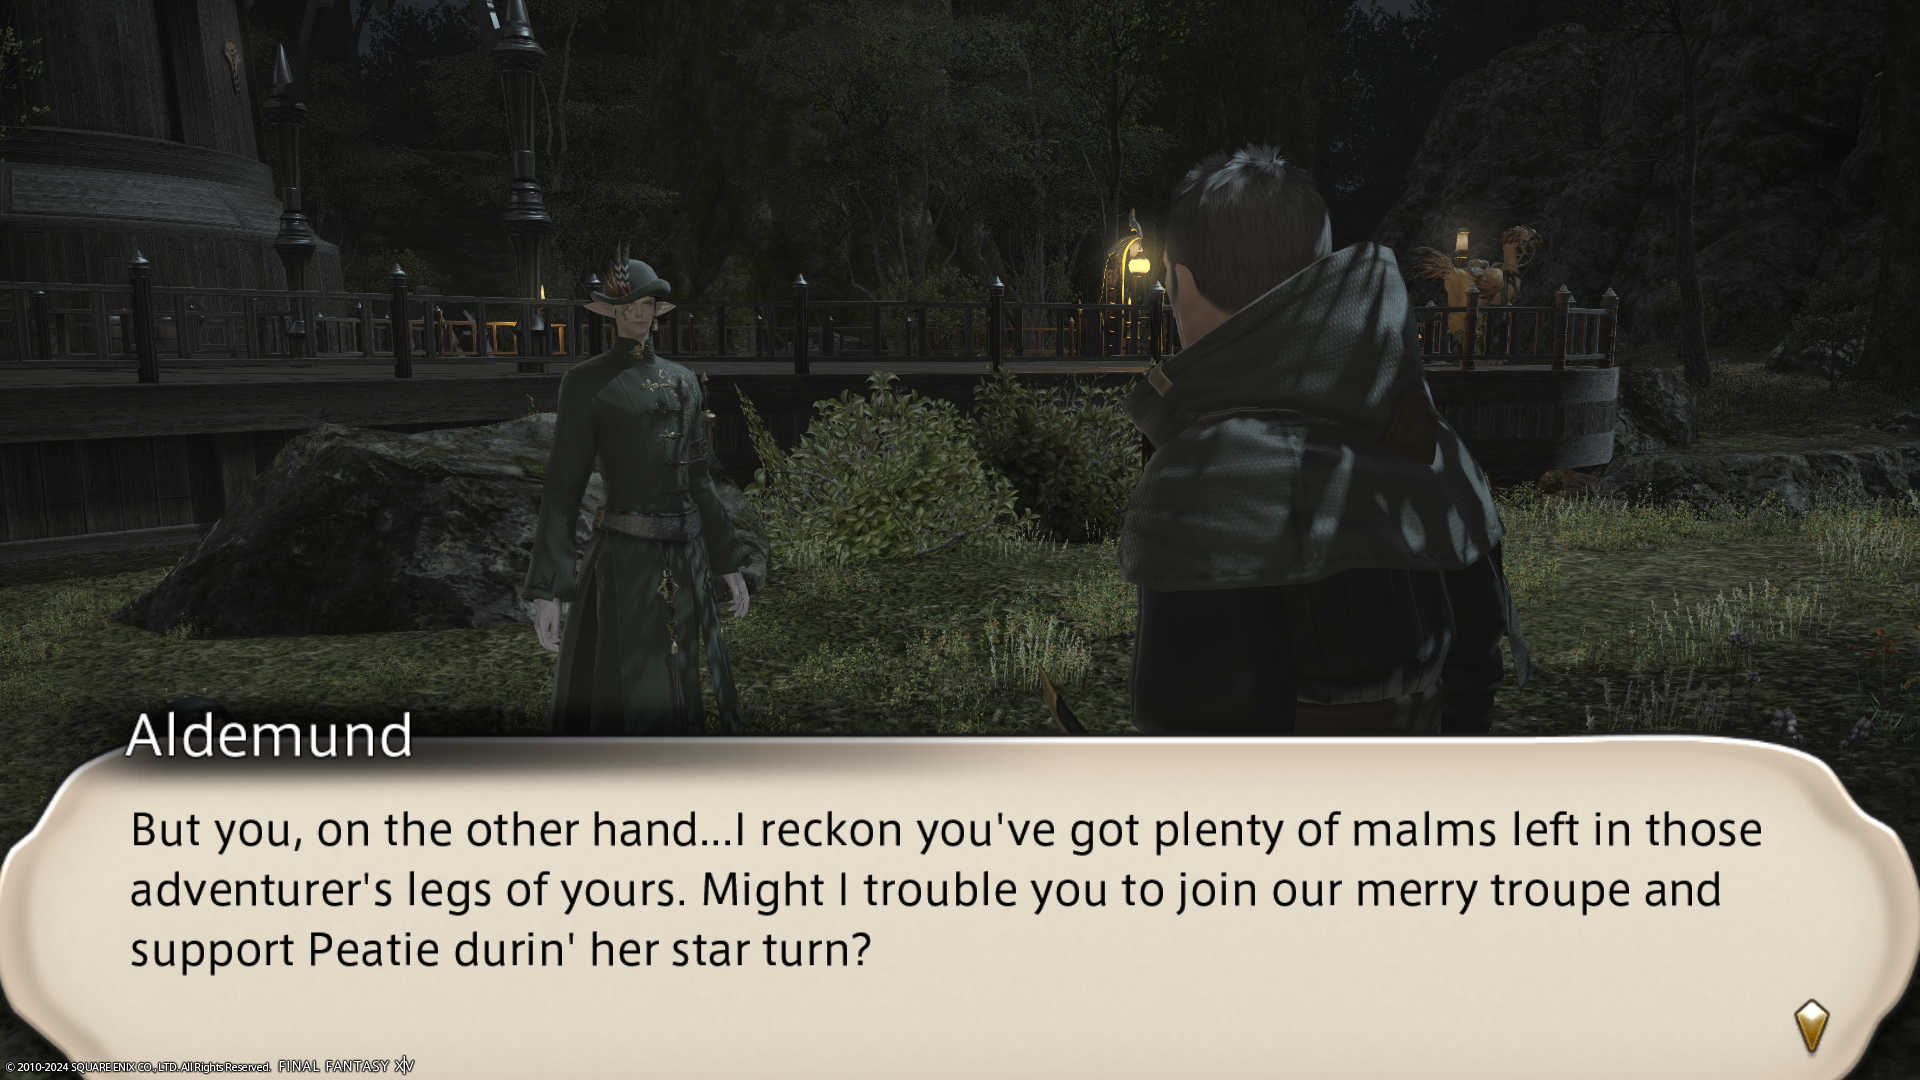 Aldemund
But you, on the other hand...I reckon you've got plenty of malms left in those
adventurer's legs of yours. Might I trouble you to join our merry troupe and
support Peatie durin' her star turn?
© 2010-2024 SQUARE ENIX CO., LTD. All Rights Reserved. FINAL FANTASY XIV